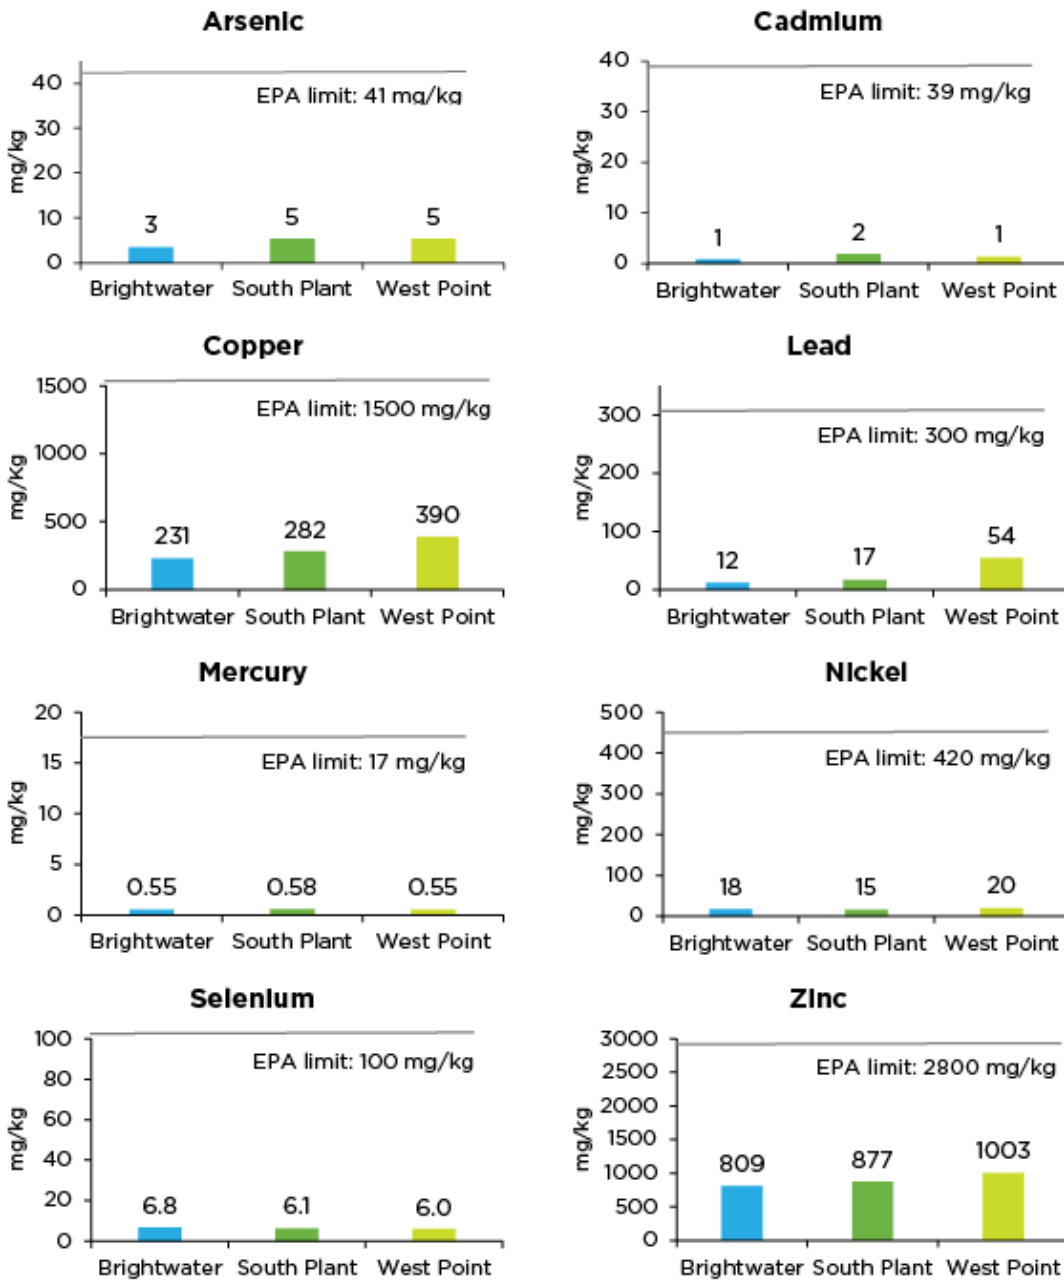 Arsenic
mg/kg
40
30
20
10
0
EPA limit: 41 mg/kg
3
5
5
Brightwater South Plant West Point
Cadmium
mg/kg
40
30
20
10
0
EPA limit: 39 mg/kg
1
2
1
Brightwater South Plant West Point
Copper
mg/Kg
1500
1000
500
0
EPA limit: 1500 mg/kg
231
282
390
Brightwater South Plant West Point
Lead
mg/Kg
300
200
100
0
EPA limit: 300 mg/kg
12
17
54
Brightwater South Plant West Point
Mercury
mg/kg
20
15
10
5
0
EPA limit: 17 mg/kg
0.55
0.58
0.55
Brightwater South Plant West Point
Nickel
mg/kg
500
400
300
200
100
0
EPA limit: 420 mg/kg
18
15
20
Brightwater South Plant West Point
Selenium
mg/kg
100
80
60
40
20
0
EPA limit: 100 mg/kg
6.8
6.1
6.0
Brightwater South Plant West Point
Zinc
mg/kg
3000
2500
2000
1500
1000
500
0
EPA limit: 2800 mg/kg
809
877
1003
Brightwater South Plant West Point